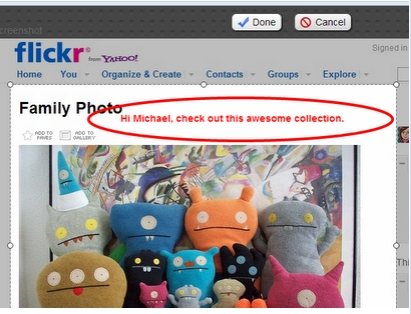 creenshot
Done Cancel
flickr from YAHOO!
Signed in
Home You Organize & Create Contacts Groups Explore
Family Photo
Hi Michael, check out this awesome collection.
ADD TO FAVES ADD TO GALLERY
Thi